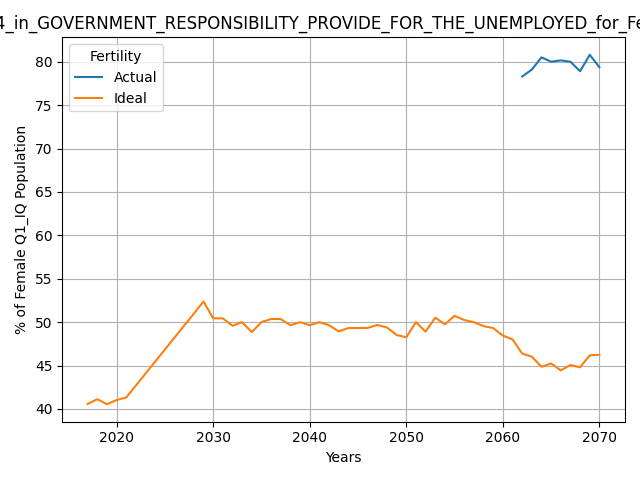 4_in_GOVERNMENT_RESPONSIBILITY_PROVIDE_FOR_THE_UNEMPLOYED_for_Fe
Fertility
Actual
Ideal
80
75
70
65
60
55
50
45
40
% of Female Q1_IQ Population
2020 2030 2040 2050 2060 2070
Years